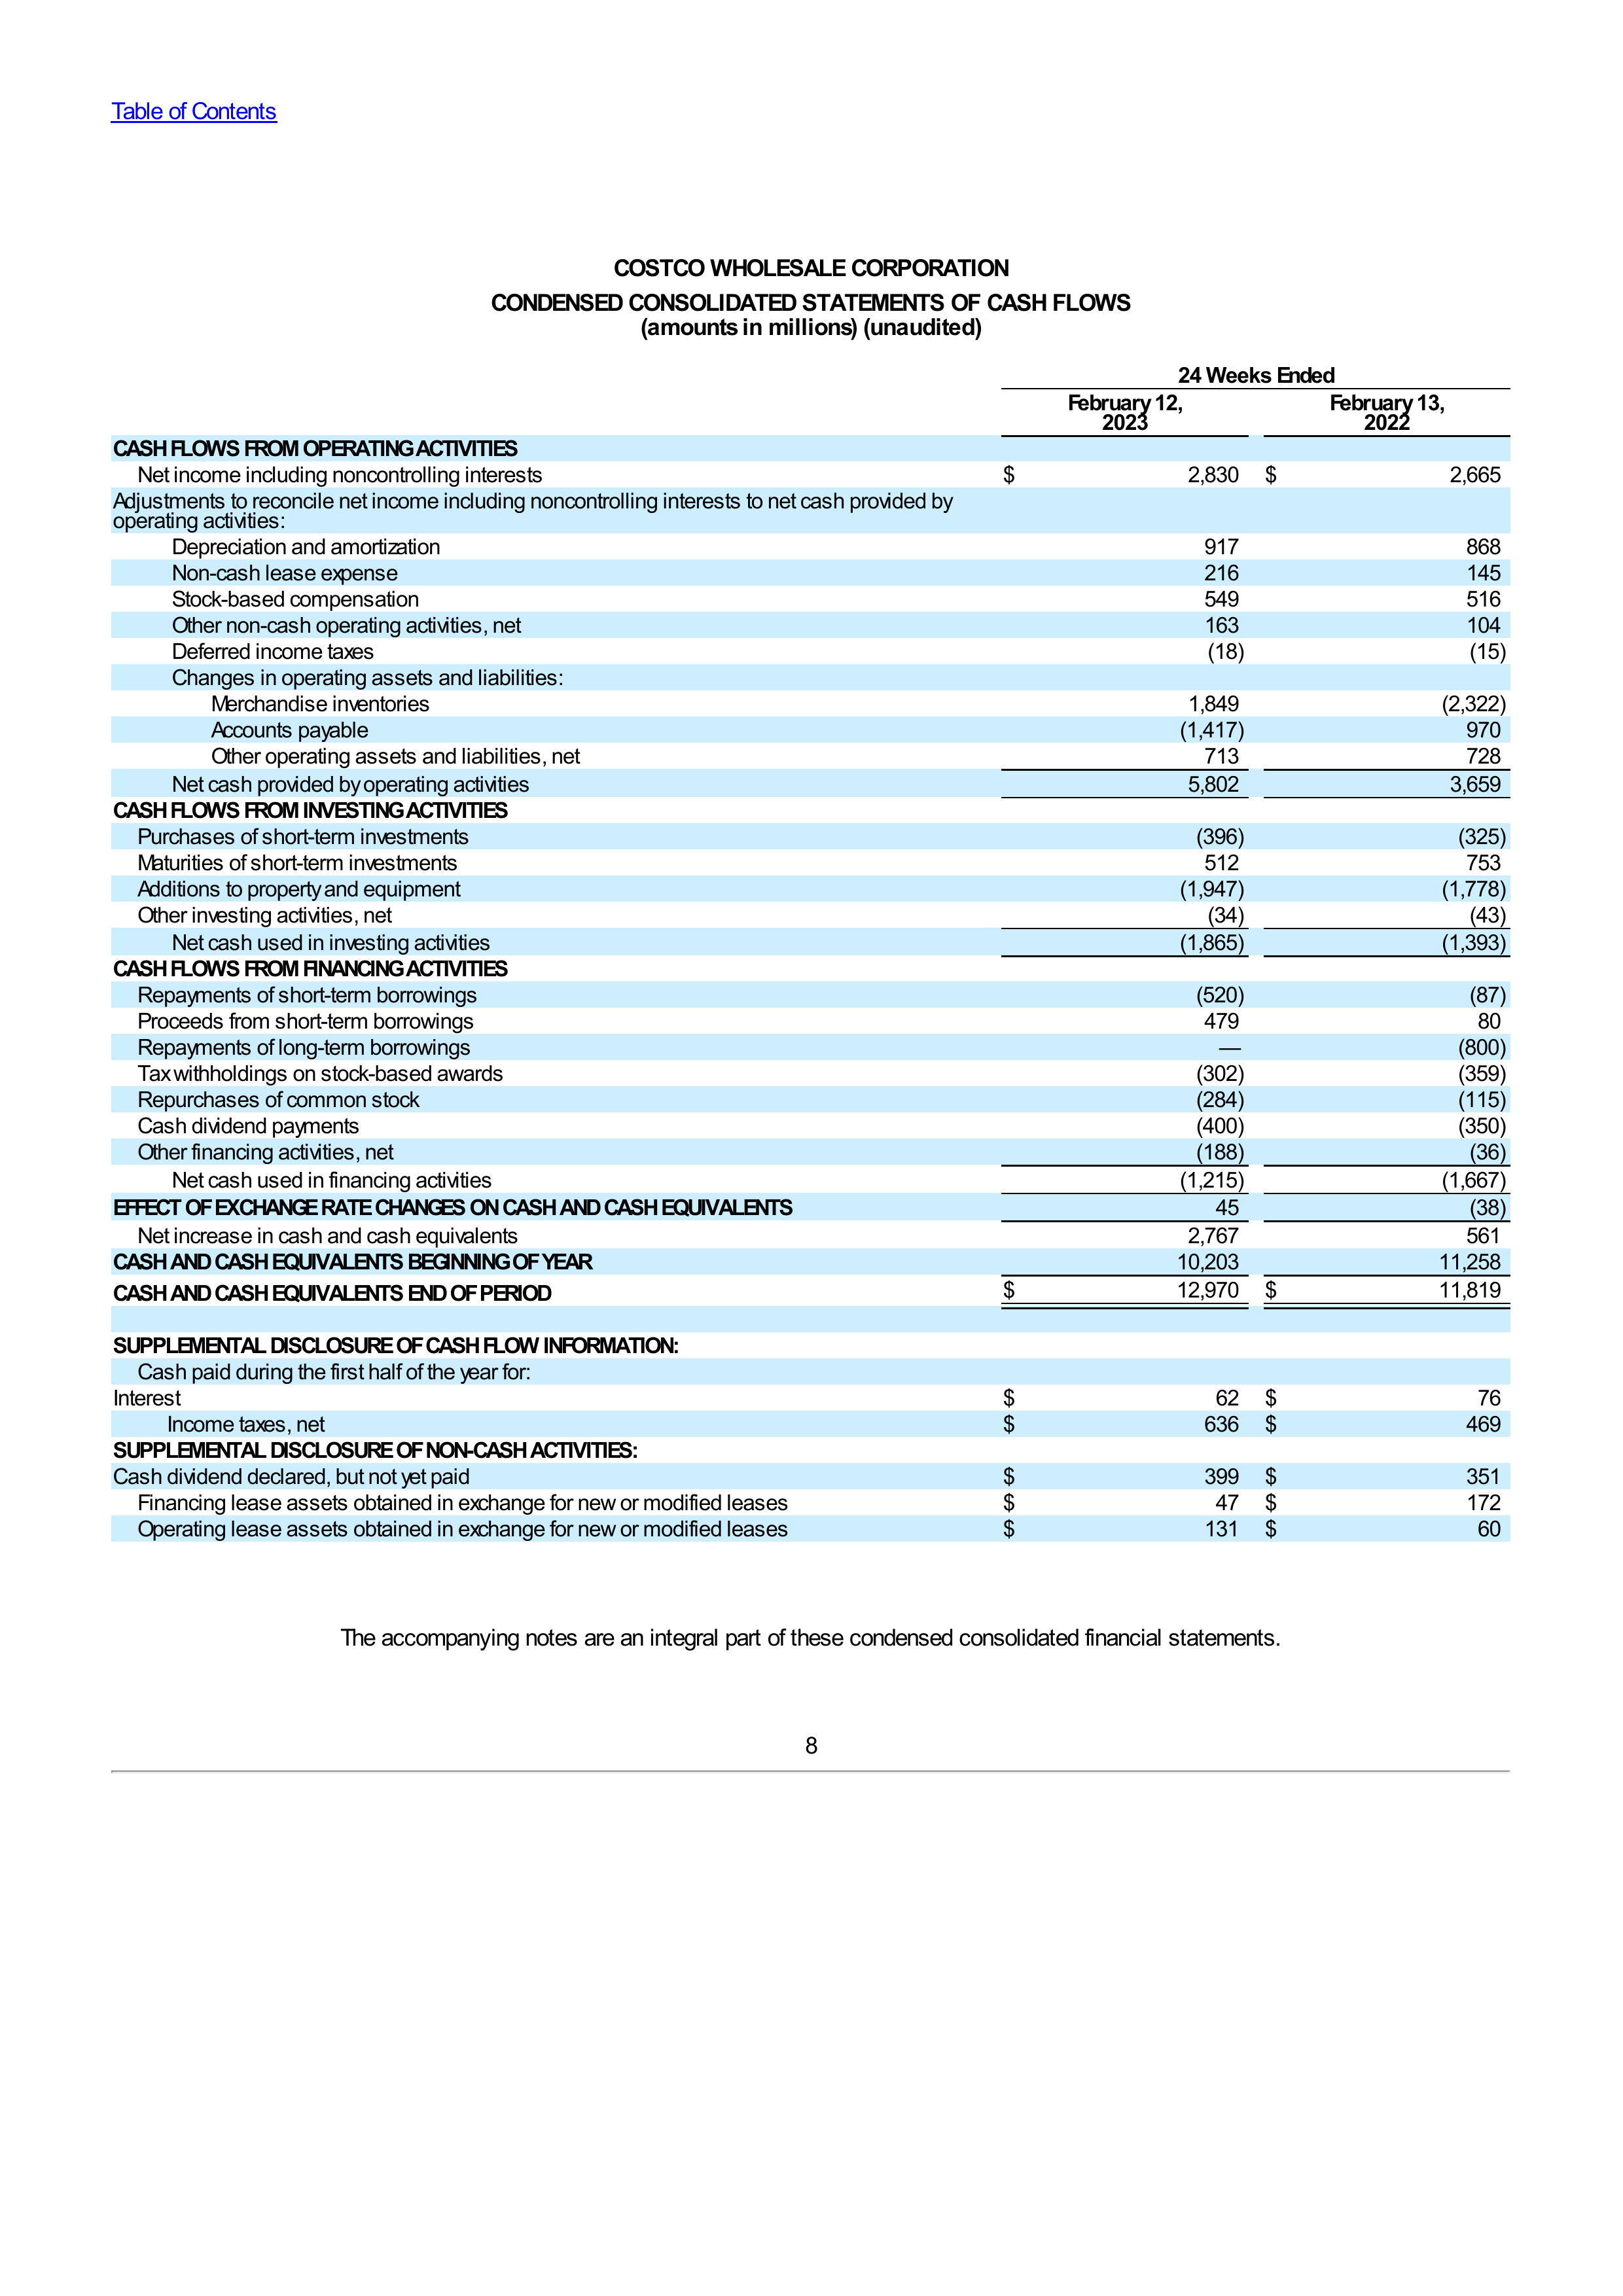 Table of Contents
COSTCO WHOLESALE CORPORATION
CONDENSED CONSOLIDATED STATEMENTS OF CASH FLOWS
(amounts in millions) (unaudited)
24 Weeks Ended
February 12, 2023 February 13, 2022
CASH FLOWS FROM OPERATING ACTIVITIES
Net income including noncontrolling interests $ 2,830 $ 2,665
Adjustments to reconcile net income including noncontrolling interests to net cash provided by
operating activities:
Depreciation and amortization 917 868
Non-cash lease expense 216 145
Stock-based compensation 549 516
Other non-cash operating activities, net 163 104
Deferred income taxes (18) (15)
Changes in operating assets and liabilities:
Merchandise inventories 1,849 (2,322)
Accounts payable (1,417) 970
Other operating assets and liabilities, net 713 728
Net cash provided by operating activities 5,802 3,659
CASH FLOWS FROM INVESTING ACTIVITIES
Purchases of short-term investments (396) (325)
Maturities of short-term investments 512 753
Additions to property and equipment (1,947) (1,778)
Other investing activities, net (34) (43)
Net cash used in investing activities (1,865) (1,393)
CASH FLOWS FROM FINANCING ACTIVITIES
Repayments of short-term borrowings (520) (87)
Proceeds from short-term borrowings 479 80
Repayments of long-term borrowings — (800)
Tax withholdings on stock-based awards (302) (359)
Repurchases of common stock (284) (115)
Cash dividend payments (400) (350)
Other financing activities, net (188) (36)
Net cash used in financing activities (1,215) (1,667)
EFFECT OF EXCHANGE RATE CHANGES ON CASH AND CASH EQUIVALENTS 45 (38)
Net increase in cash and cash equivalents 2,767 561
CASH AND CASH EQUIVALENTS BEGINNING OF YEAR 10,203 11,258
CASH AND CASH EQUIVALENTS END OF PERIOD $ 12,970 $ 11,819
SUPPLEMENTAL DISCLOSURE OF CASH FLOW INFORMATION:
Cash paid during the first half of the year for:
Interest $ 62 $ 76
Income taxes, net $ 636 $ 469
SUPPLEMENTAL DISCLOSURE OF NON-CASH ACTIVITIES:
Cash dividend declared, but not yet paid $ 399 $ 351
Financing lease assets obtained in exchange for new or modified leases $ 47 $ 172
Operating lease assets obtained in exchange for new or modified leases $ 131 $ 60
The accompanying notes are an integral part of these condensed consolidated financial statements.
8